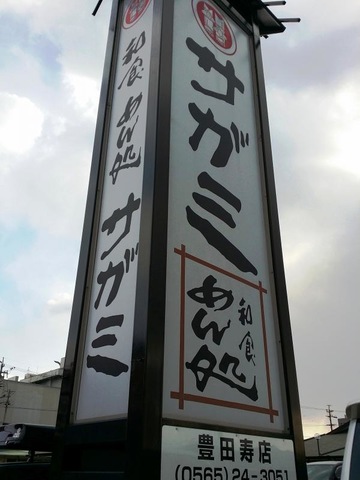 和食めん処
サガミ
サガミ
和食
めん処
豊田寿店
(0565)24-3051